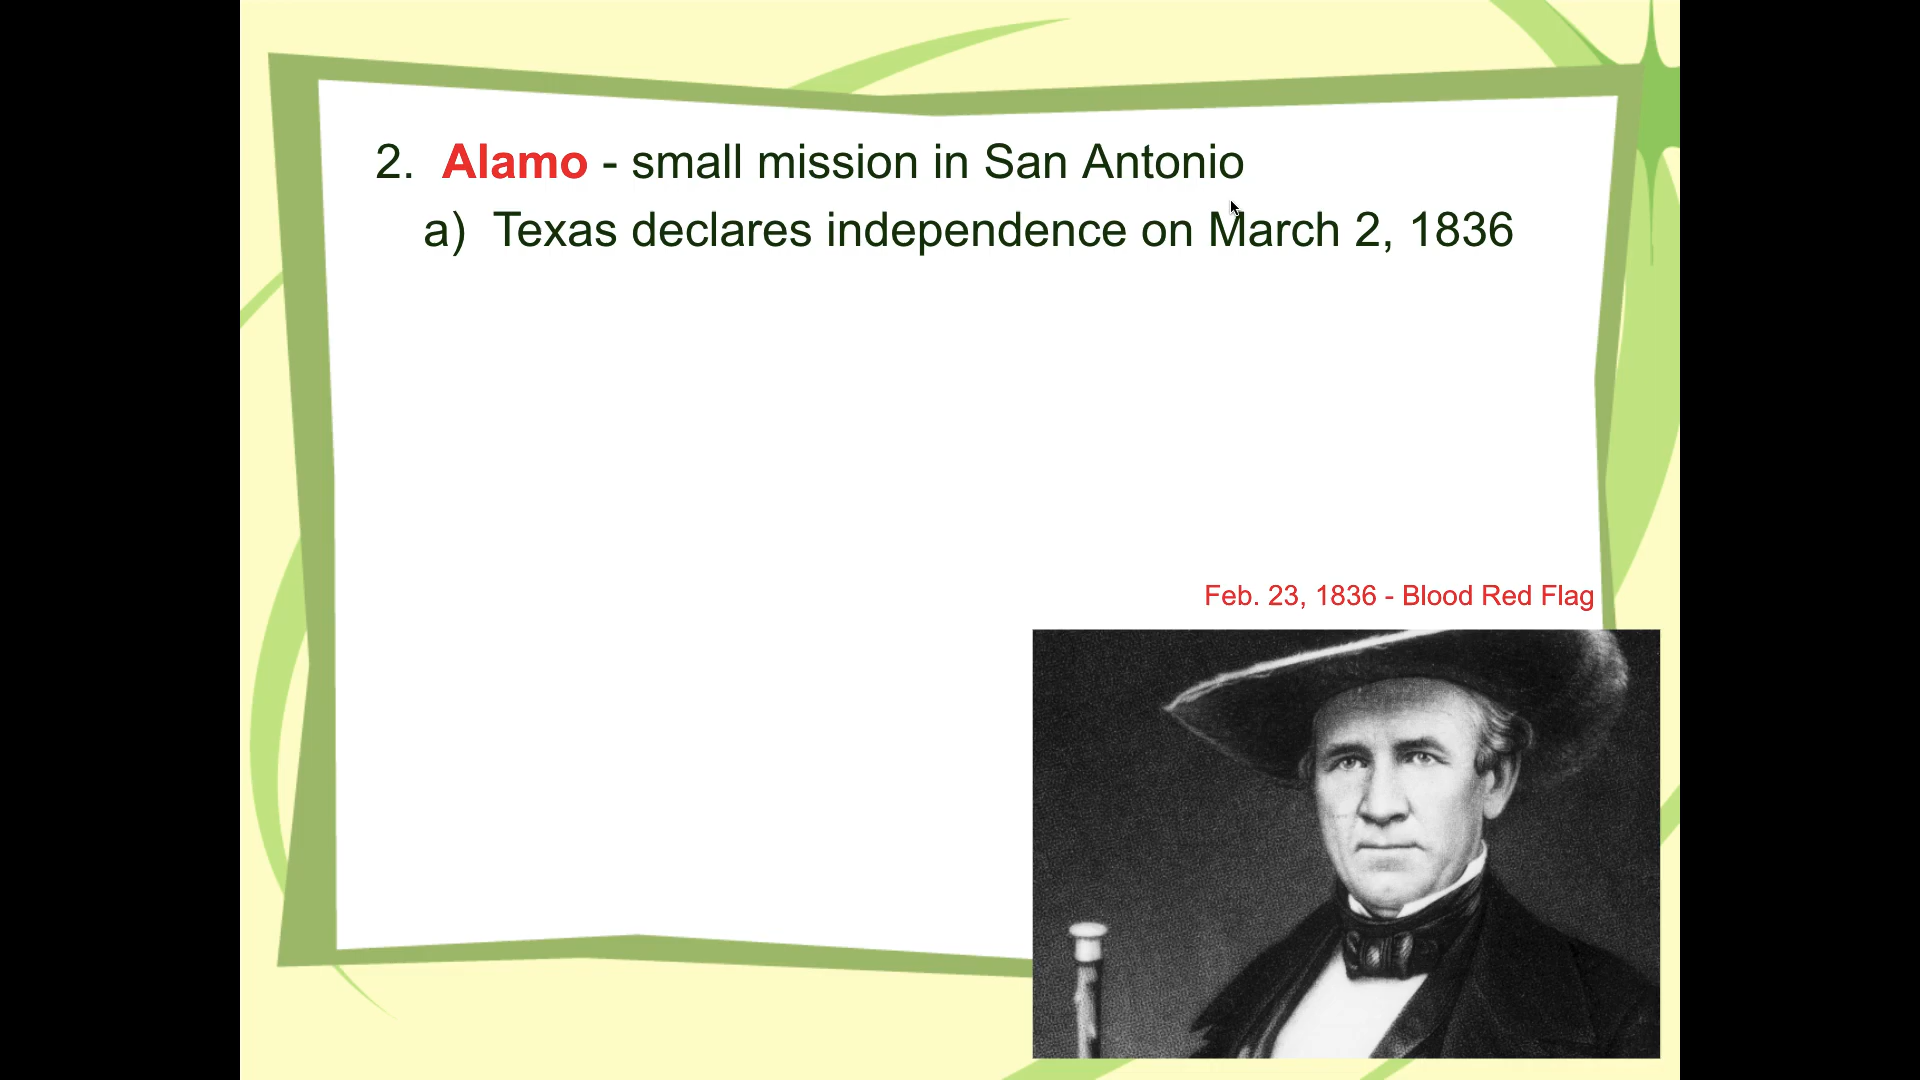 2. Alamo - small mission in San Antonio
a) Texas declares independence on March 2, 1836
Feb. 23, 1836 - Blood Red Flag